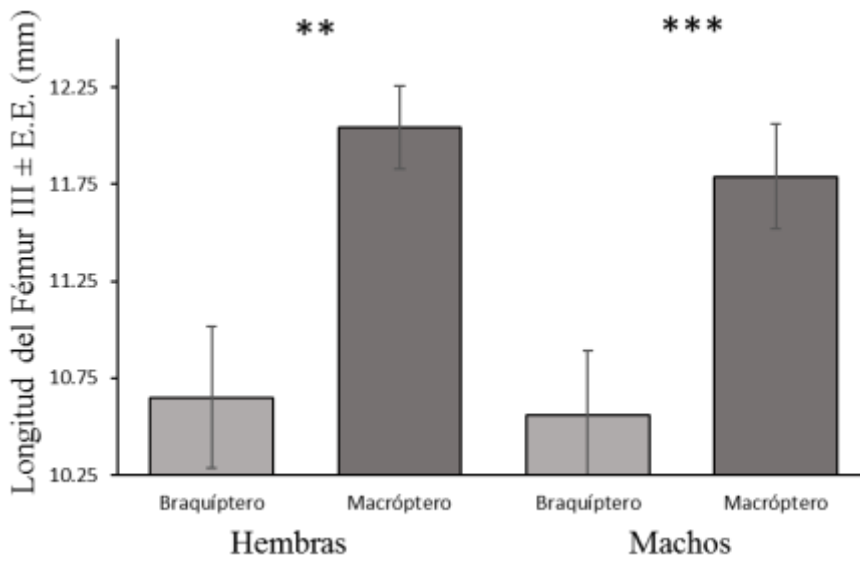 ** ***
Longitud del Fémur III ± E.E. (mm)
12.25
11.75
11.25
10.75
10.25
Braquíptero Macróptero Braquíptero Macróptero
Hembras Machos